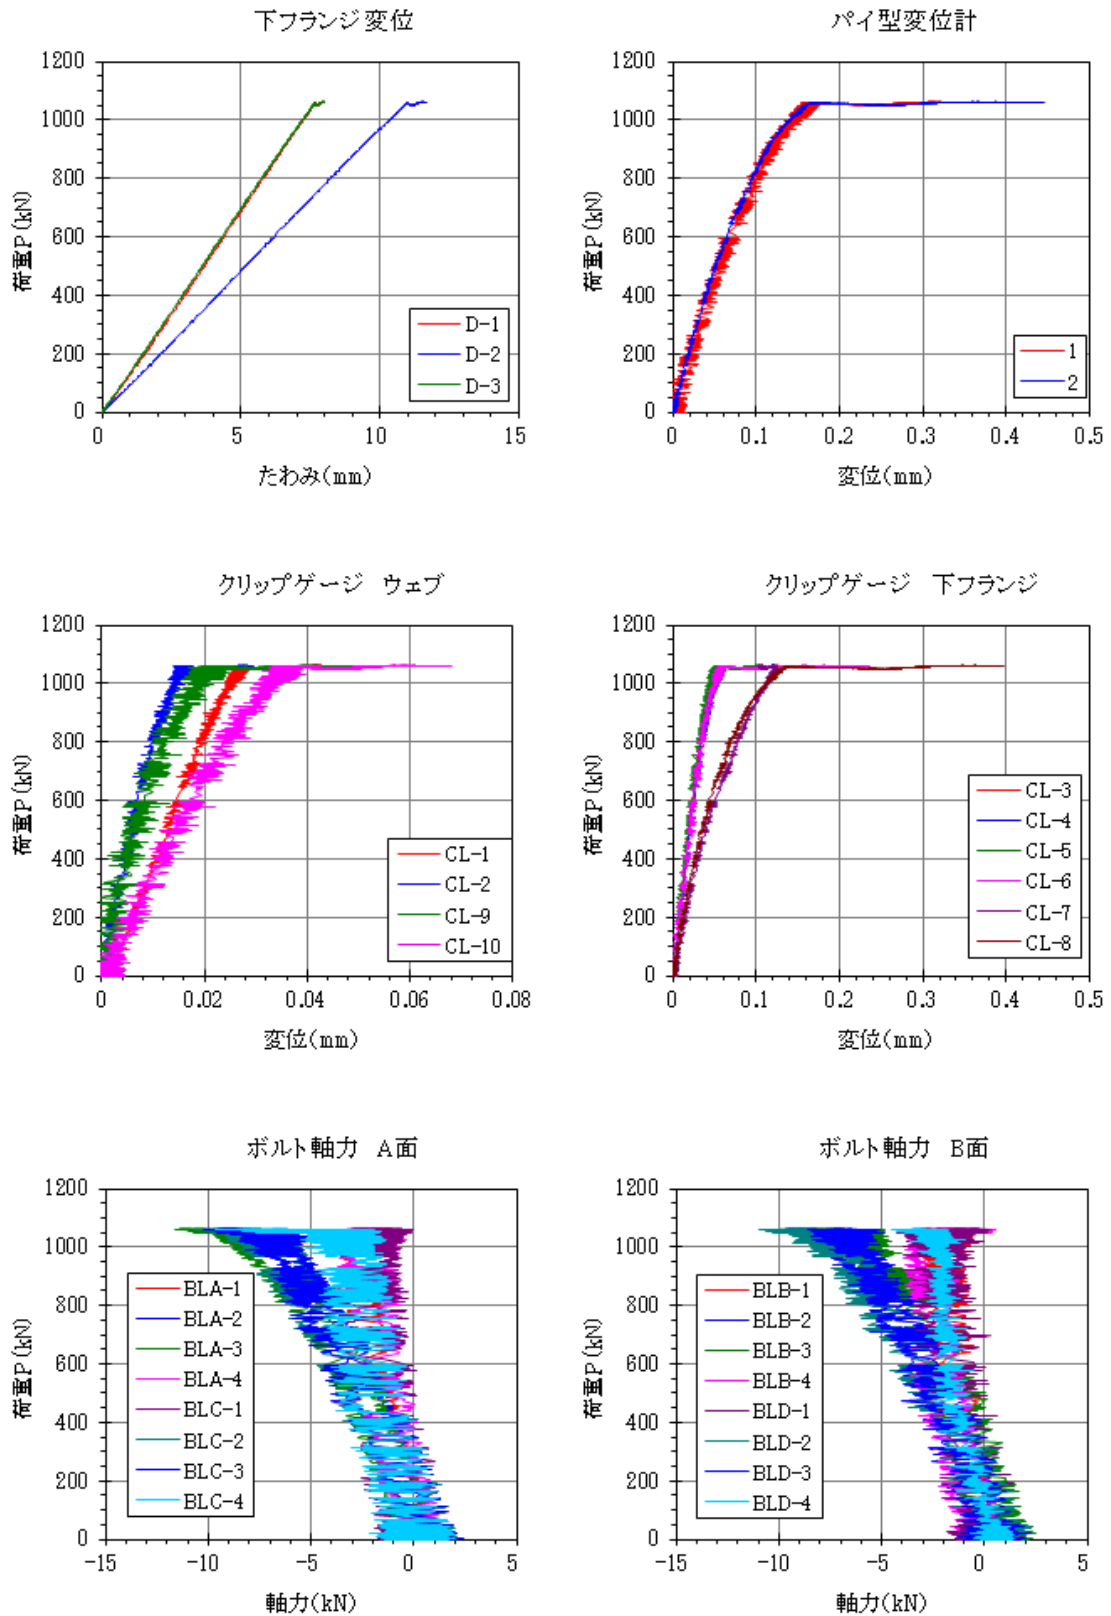 下フランジ変位
1200
1000
800
600
400
200
0
荷重P(kN)
D-1
D-2
D-3
0
5
10
15
たわみ(mm)
パイ型変位計
1200
1000
800
600
400
200
0
荷重P(kN)
1
2
0
0.1
0.2
0.3
0.4
0.5
変位(mm)
クリップゲージ ウェブ
1200
1000
800
600
400
200
0
荷重P(kN)
CL-1
CL-2
CL-9
CL-10
0
0.02
0.04
0.06
0.08
変位(mm)
クリップゲージ 下フランジ
1200
1000
800
600
400
200
0
荷重P(kN)
CL-3
CL-4
CL-5
CL-6
CL-7
CL-8
0
0.1
0.2
0.3
0.4
0.5
変位(mm)
ボルト軸力 A面
1200
1000
800
600
400
200
0
荷重P(kN)
BLA-1
BLA-2
BLA-3
BLA-4
BLC-1
BLC-2
BLC-3
BLC-4
-15
-10
-5
0
5
軸力(kN)
ボルト軸力 B面
1200
1000
800
600
400
200
0
荷重P(kN)
BLB-1
BLB-2
BLB-3
BLB-4
BLD-1
BLD-2
BLD-3
BLD-4
-15
-10
-5
0
5
軸力(kN)